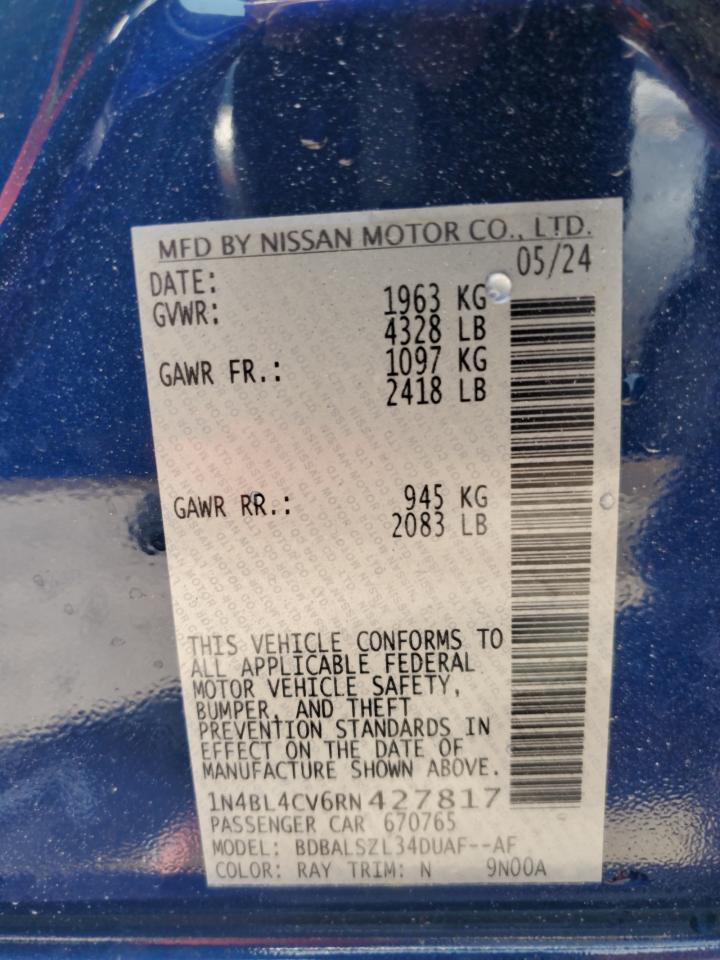 MFD BY NISSAN MOTOR CO., LTD.
DATE: 05/24
GVWR: 1963 KG
4328 LB
GAWR FR.: 1097 KG
2418 LB
GAWR RR.: 945 KG
2083 LB
THIS VEHICLE CONFORMS TO
ALL APPLICABLE FEDERAL
MOTOR VEHICLE SAFETY,
BUMPER, AND THEFT
PREVENTION STANDARDS IN
EFFECT ON THE DATE OF
MANUFACTURE SHOWN ABOVE.
1N4BL4CV6RN427817
PASSENGER CAR 670765
MODEL: BDBALSZL34DUAF--AF
COLOR: RAY TRIM: N 9N00A